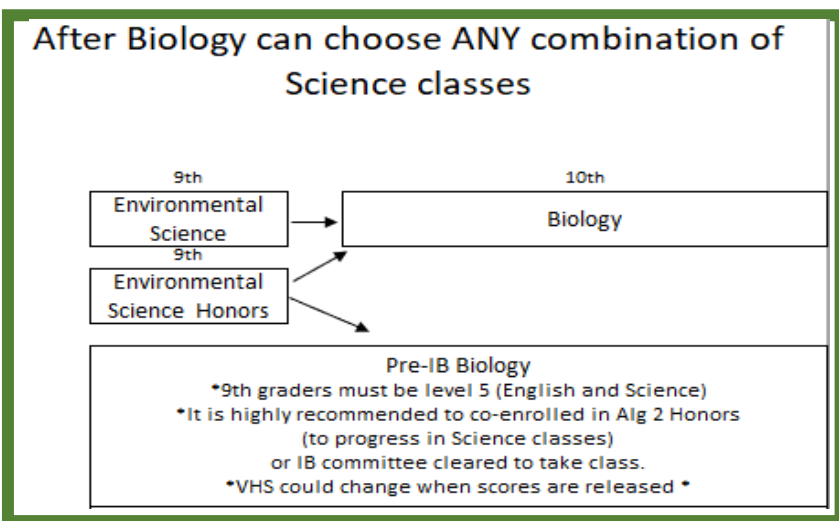 After Biology can choose ANY combination of
Science classes
9th
10th
Environmental
Science
Biology
9th
Environmental
Science Honors
Pre-IB Biology
*9th graders must be level 5 (English and Science)
*It is highly recommended to co-enrolled in Alg 2 Honors
(to progress in Science classes)
or IB committee cleared to take class.
*VHS could change when scores are released *